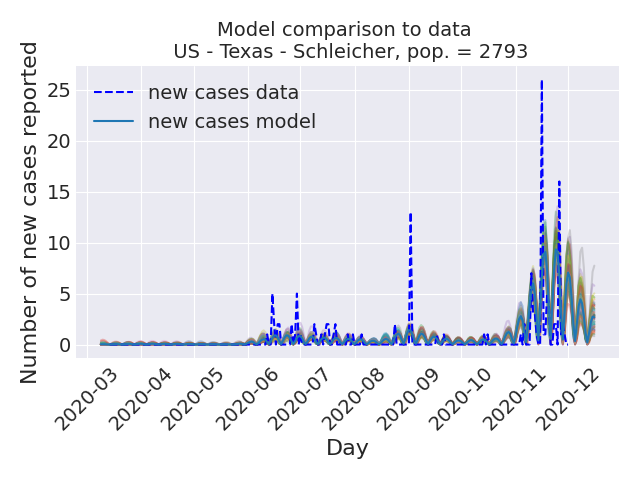 Model comparison to data
US - Texas - Schleicher, pop. = 2793
Number of new cases reported
25
20
15
10
5
0
new cases data
new cases model
2020-03
2020-04
2020-05
2020-06
2020-07
2020-08
2020-09
2020-10
2020-11
2020-12
Day